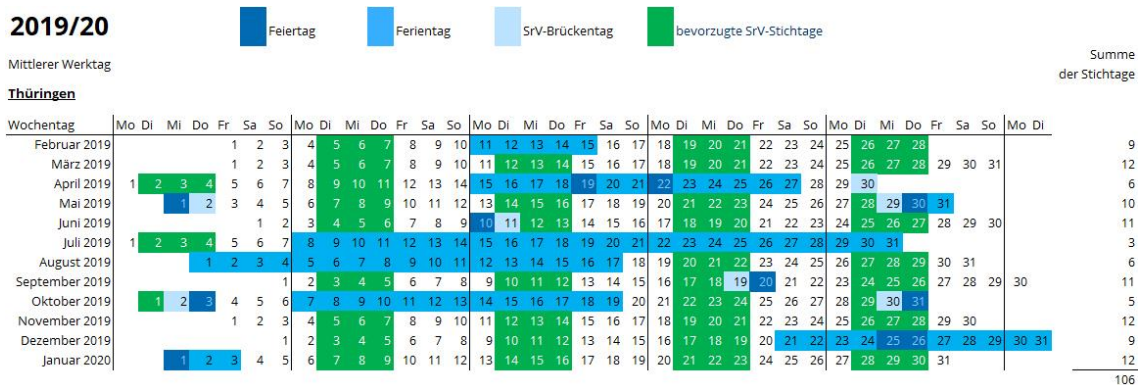 2019/20 Feiertag Ferientag SrV-Brückentag bevorzugte SrV-Stichtage
Mittlerer Werktag Summe
der Stichtage
Thüringen
Wochentag Mo Di Mi Do Fr Sa So Mo Di Mi Do Fr Sa So Mo Di Mi Do Fr Sa So Mo Di Mi Do Fr Sa So Mo Di Mi Do Fr Sa So Mo Di
Februar 2019 1 2 3 4 5 6 7 8 9 10 11 12 13 14 15 16 17 18 19 20 21 22 23 24 25 26 27 28 9
März 2019 1 2 3 4 5 6 7 8 9 10 11 12 13 14 15 16 17 18 19 20 21 22 23 24 25 26 27 28 29 30 31 12
April 2019 1 2 3 4 5 6 7 8 9 10 11 12 13 14 15 16 17 18 19 20 21 22 23 24 25 26 27 28 29 30 6
Mai 2019 1 2 3 4 5 6 7 8 9 10 11 12 13 14 15 16 17 18 19 20 21 22 23 24 25 26 27 28 29 30 31 10
Juni 2019 1 2 3 4 5 6 7 8 9 10 11 12 13 14 15 16 17 18 19 20 21 22 23 24 25 26 27 28 29 30 11
Juli 2019 1 2 3 4 5 6 7 8 9 10 11 12 13 14 15 16 17 18 19 20 21 22 23 24 25 26 27 28 29 30 31 3
August 2019 1 2 3 4 5 6 7 8 9 10 11 12 13 14 15 16 17 18 19 20 21 22 23 24 25 26 27 28 29 30 31 6
September 2019 1 2 3 4 5 6 7 8 9 10 11 12 13 14 15 16 17 18 19 20 21 22 23 24 25 26 27 28 29 30 11
Oktober 2019 1 2 3 4 5 6 7 8 9 10 11 12 13 14 15 16 17 18 19 20 21 22 23 24 25 26 27 28 29 30 31 5
November 2019 1 2 3 4 5 6 7 8 9 10 11 12 13 14 15 16 17 18 19 20 21 22 23 24 25 26 27 28 29 30 12
Dezember 2019 1 2 3 4 5 6 7 8 9 10 11 12 13 14 15 16 17 18 19 20 21 22 23 24 25 26 27 28 29 30 31 9
Januar 2020 1 2 3 4 5 6 7 8 9 10 11 12 13 14 15 16 17 18 19 20 21 22 23 24 25 26 27 28 29 30 31 12
106